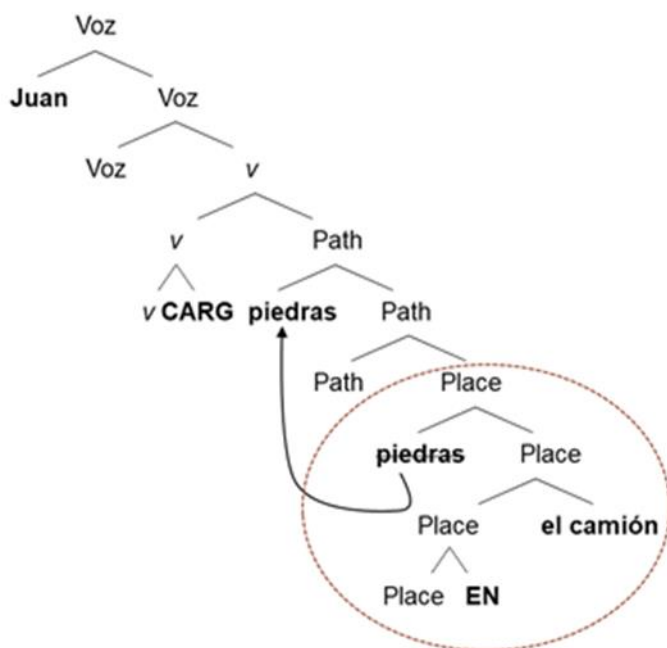 Voz
Juan Voz
Voz v
v Path
v CARG piedras Path
Path Place
piedras Place
Place el camión
Place EN